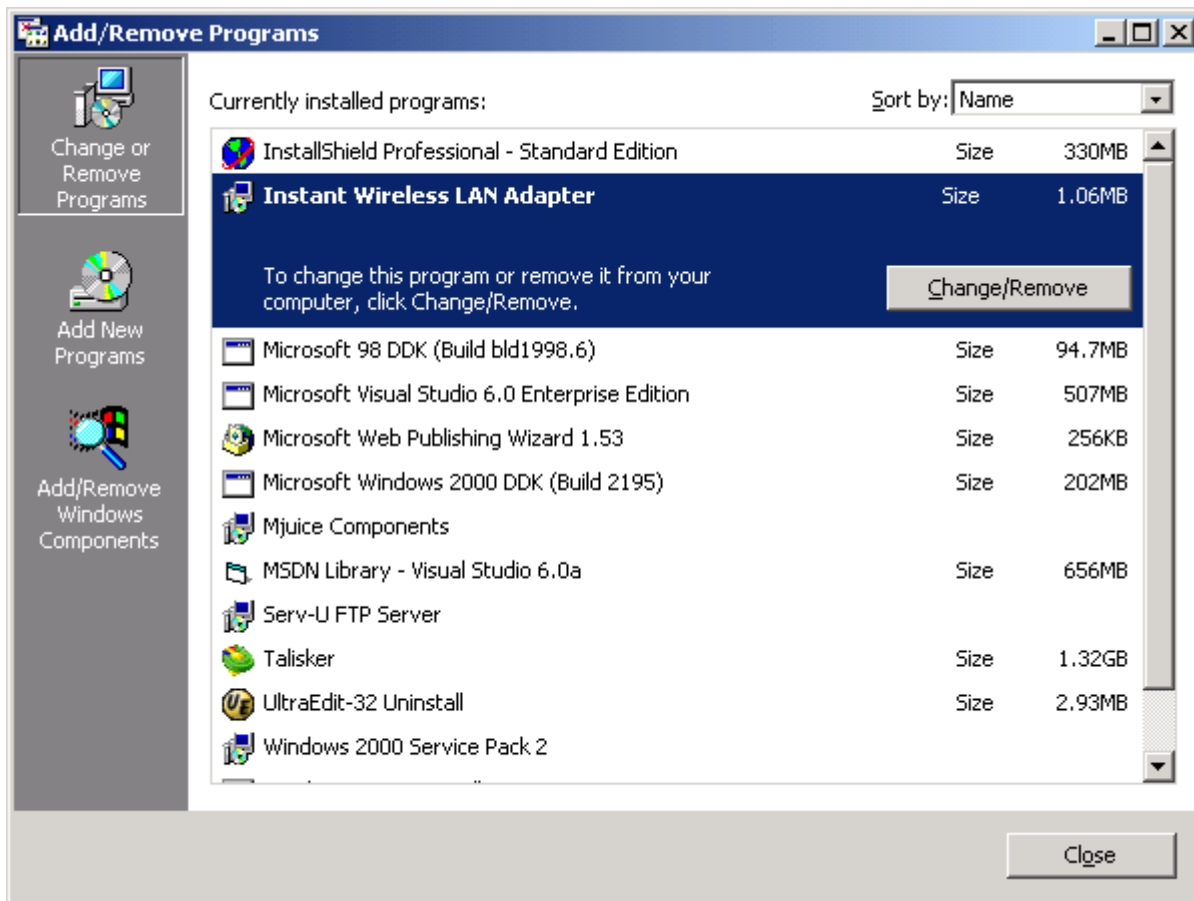 Add/Remove Programs
Change or
Remove
Programs
Add New
Programs
Add/Remove
Windows
Components
Currently installed programs: Sort by: Name
InstallShield Professional - Standard Edition Size 330MB
Instant Wireless LAN Adapter Size 1.06MB
To change this program or remove it from your
computer, click Change/Remove.
Change/Remove
Microsoft 98 DDK (Build bld1998.6) Size 94.7MB
Microsoft Visual Studio 6.0 Enterprise Edition Size 507MB
Microsoft Web Publishing Wizard 1.53 Size 256KB
Microsoft Windows 2000 DDK (Build 2195) Size 202MB
Mjuice Components
MSDN Library - Visual Studio 6.0a Size 656MB
Serv-U FTP Server
Talisker Size 1.32GB
UltraEdit-32 Uninstall Size 2.93MB
Windows 2000 Service Pack 2
Close